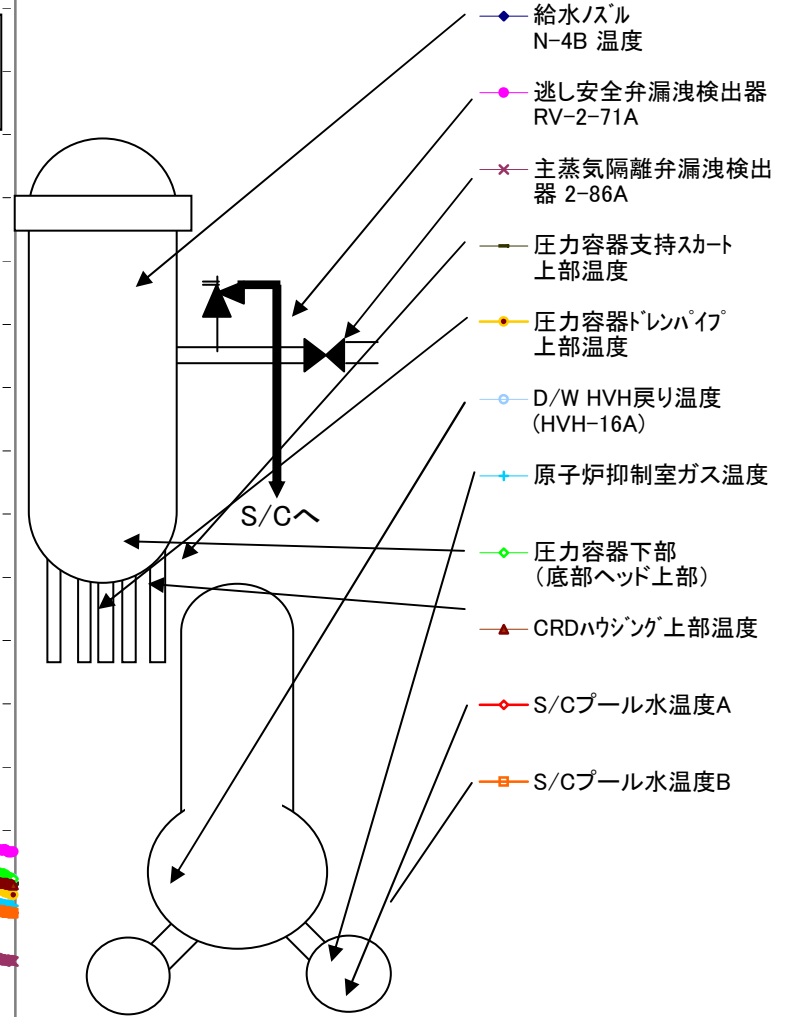 給水ノズル
N-4B 温度
逃し安全弁漏洩検出器
RV-2-71A
主蒸気隔離弁漏洩検出
器 2-86A
圧力容器支持スカート
上部温度
圧力容器ドレンパイプ
上部温度
D/W HVH戻り温度
(HVH-16A)
原子炉抑制室ガス温度
圧力容器下部
（底部ヘッド上部）
CRDハウジング上部温度
S/Cプール水温度A
S/Cプール水温度B
S/Cへ